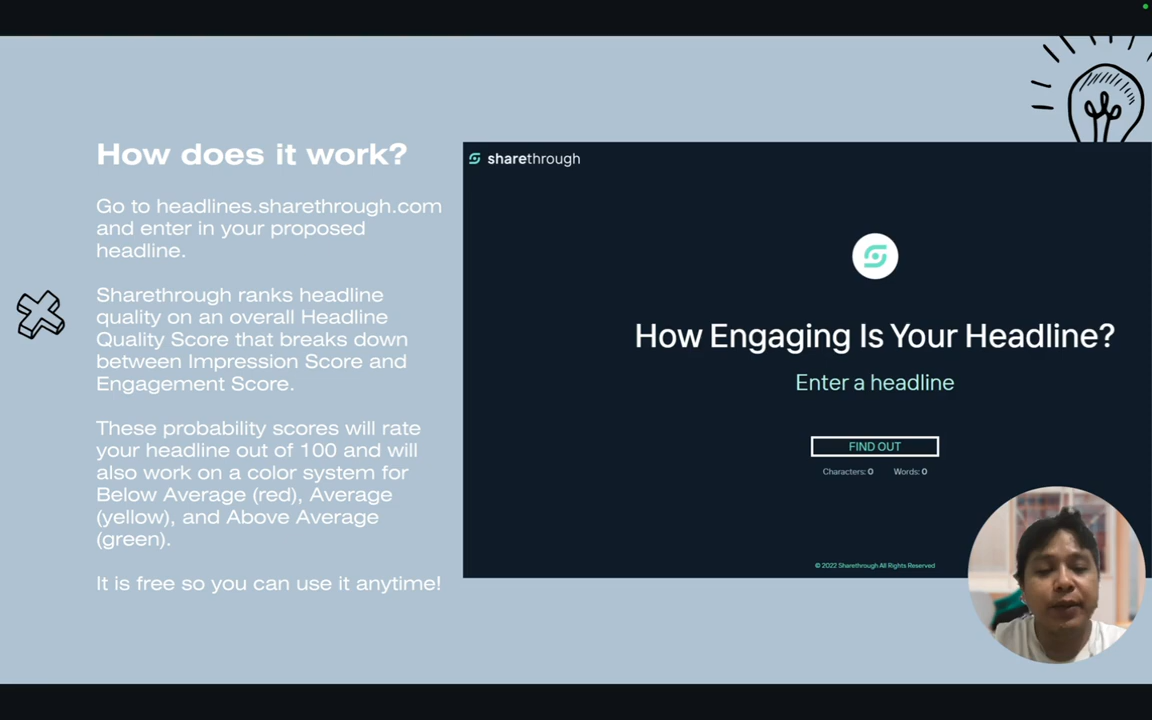 How does it work?
Go to headlines.sharethrough.com
and enter in your proposed
headline.
Sharethrough ranks headline
quality on an overall Headline
Quality Score that breaks down
between Impression Score and
Engagement Score.
These probability scores will rate
your headline out of 100 and will
also work on a color system for
Below Average (red), Average
(yellow), and Above Average
(green).
It is free so you can use it anytime!
sharethrough
How Engaging Is Your Headline?
Enter a headline
FIND OUT
Characters: 0 Words: 0
© 2022 Sharethrough All Rights Reserved